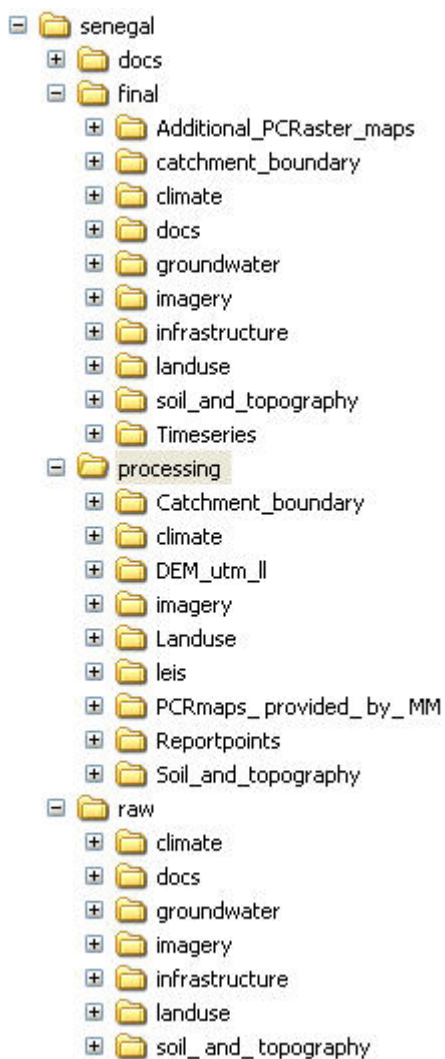 senegal
docs
final
Additional_PCRaster_maps
catchment_boundary
climate
docs
groundwater
imagery
infrastructure
landuse
soil_and_topography
Timeseries
processing
Catchment_boundary
climate
DEM_utm_ll
imagery
Landuse
leis
PCRmaps_ provided_ by_ MM
Reportpoints
Soil_and_topography
raw
climate
docs
groundwater
imagery
infrastructure
landuse
soil_ and_ topography